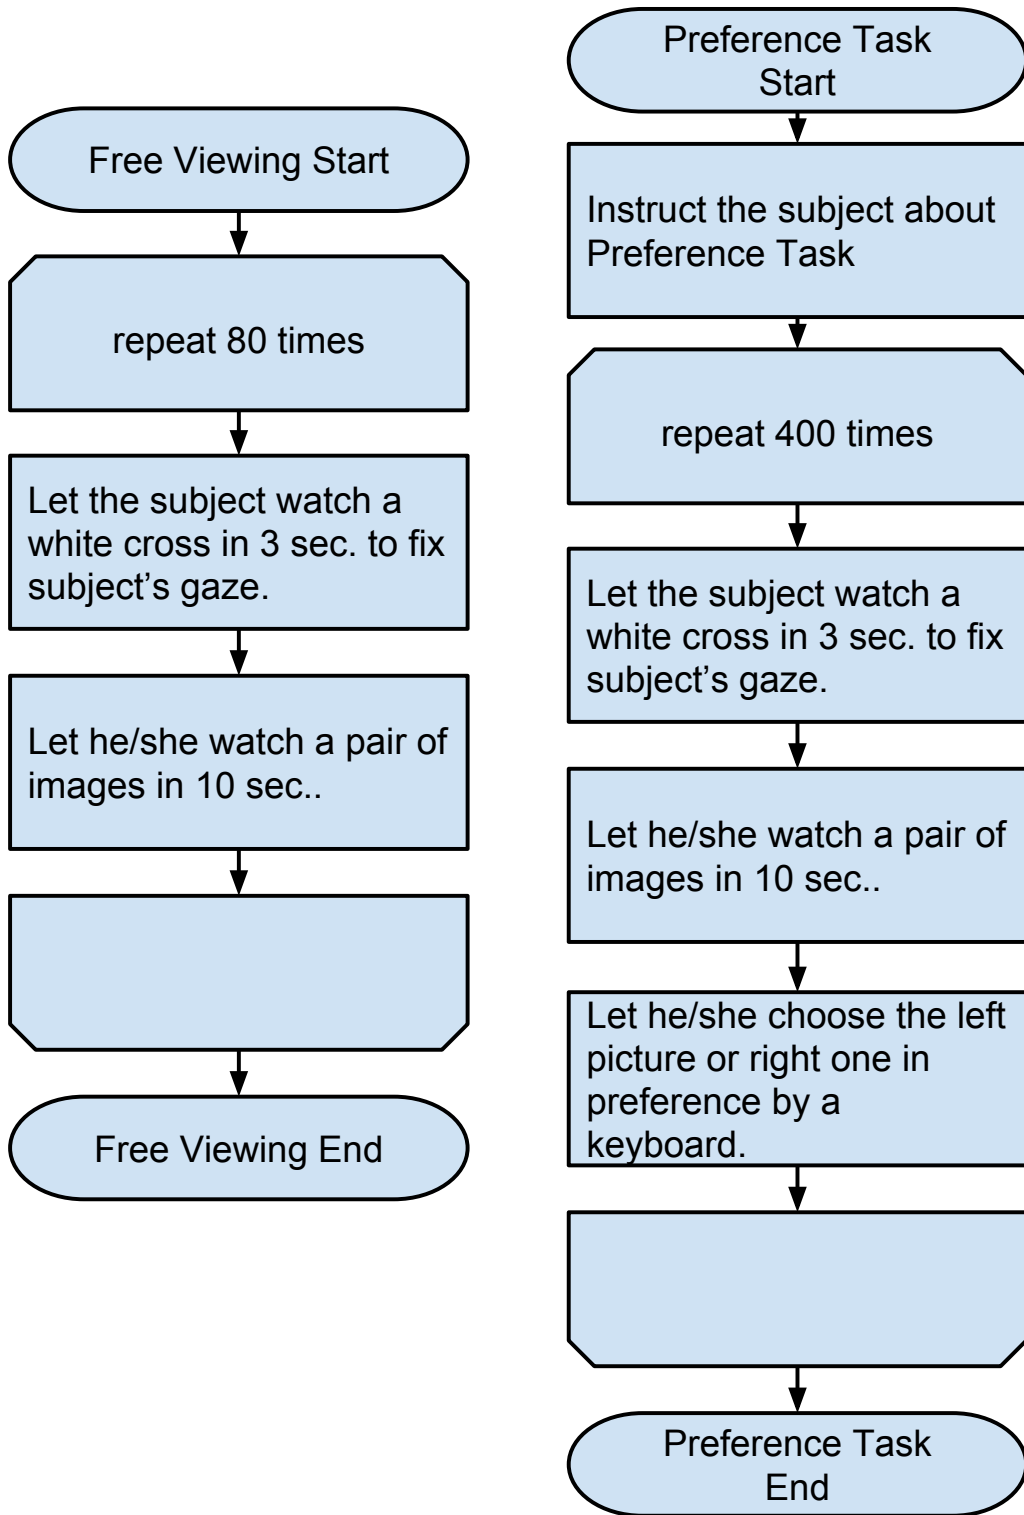 Free Viewing Start
repeat 80 times
Let the subject watch a
white cross in 3 sec. to fix
subject’s gaze.
Let he/she watch a pair of
images in 10 sec..
Free Viewing End
Preference Task
Start
Instruct the subject about
Preference Task
repeat 400 times
Let the subject watch a
white cross in 3 sec. to fix
subject’s gaze.
Let he/she watch a pair of
images in 10 sec..
Let he/she choose the left
picture or right one in
preference by a
keyboard.
Preference Task
End